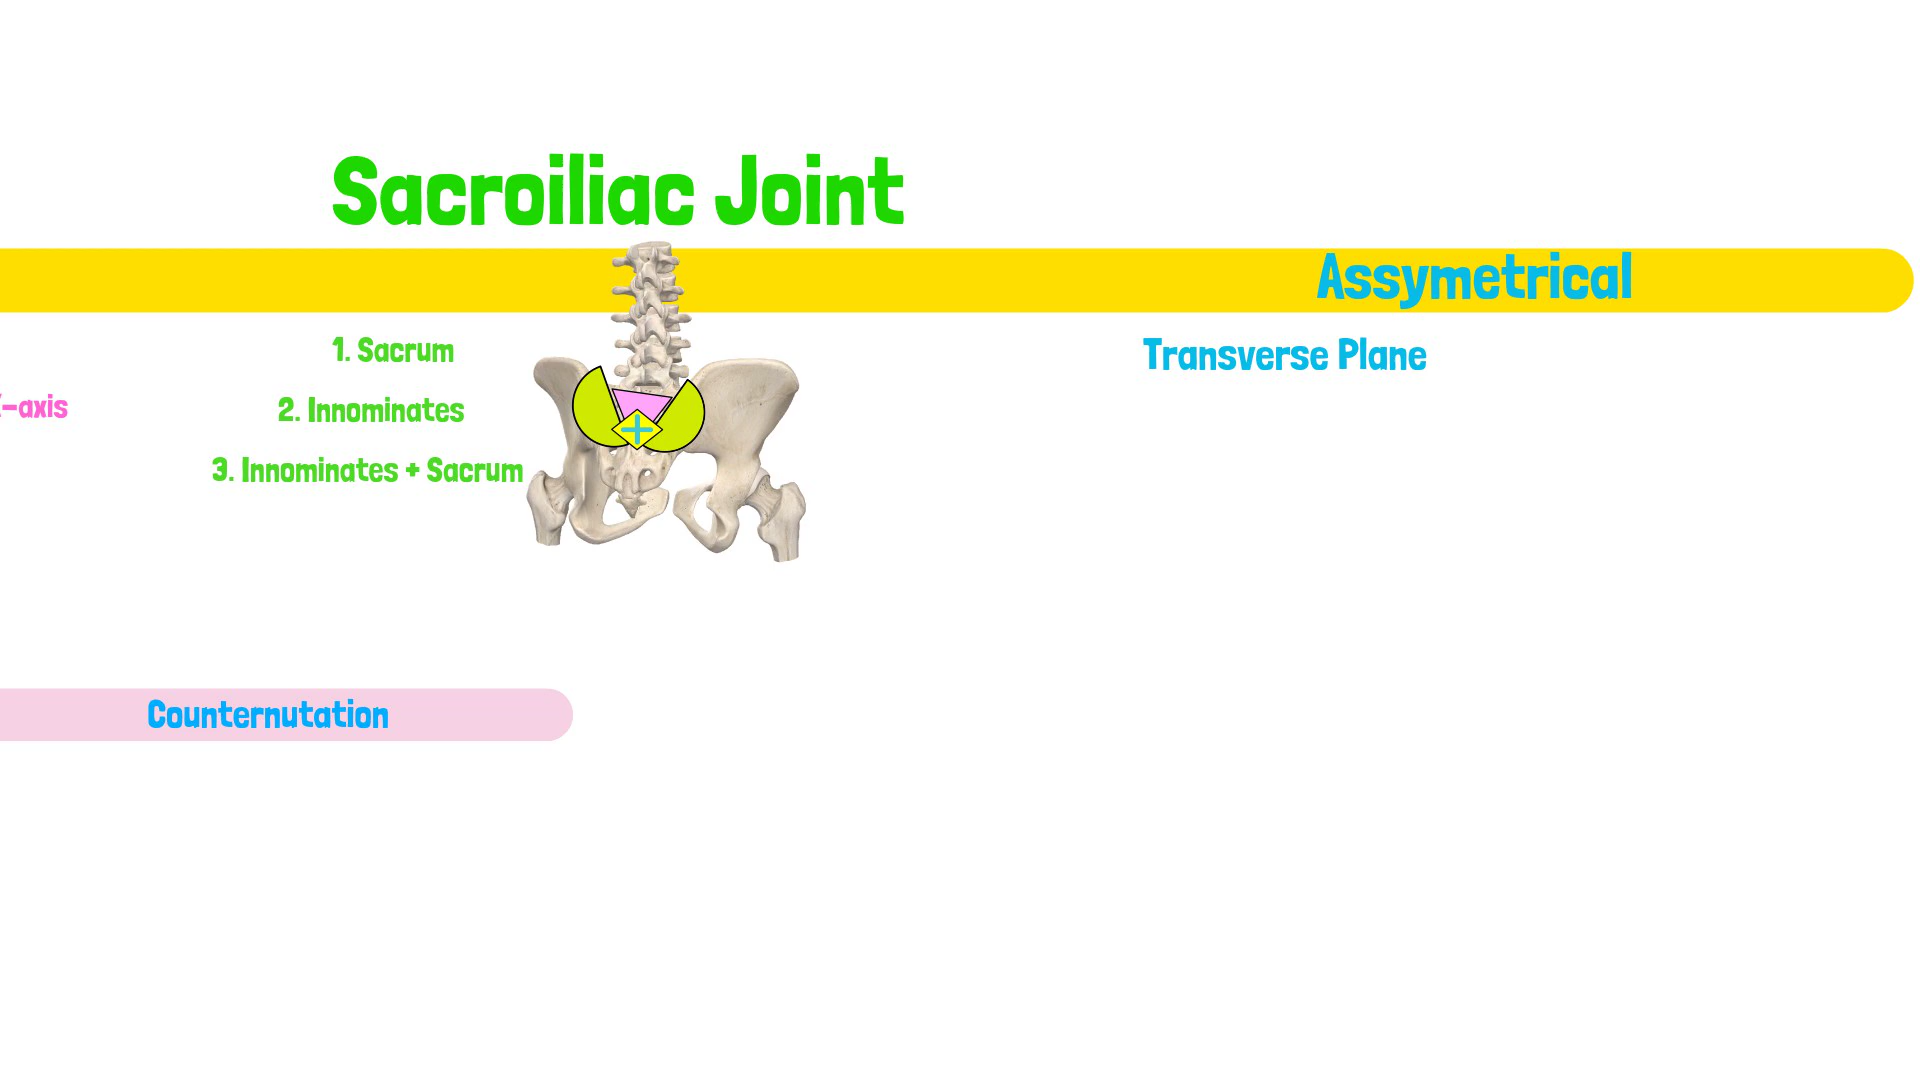 Sacroiliac Joint
Assymetrical
1. Sacrum
Transverse Plane
-axis
2. Innominates
3. Innominates + Sacrum
Counternutation